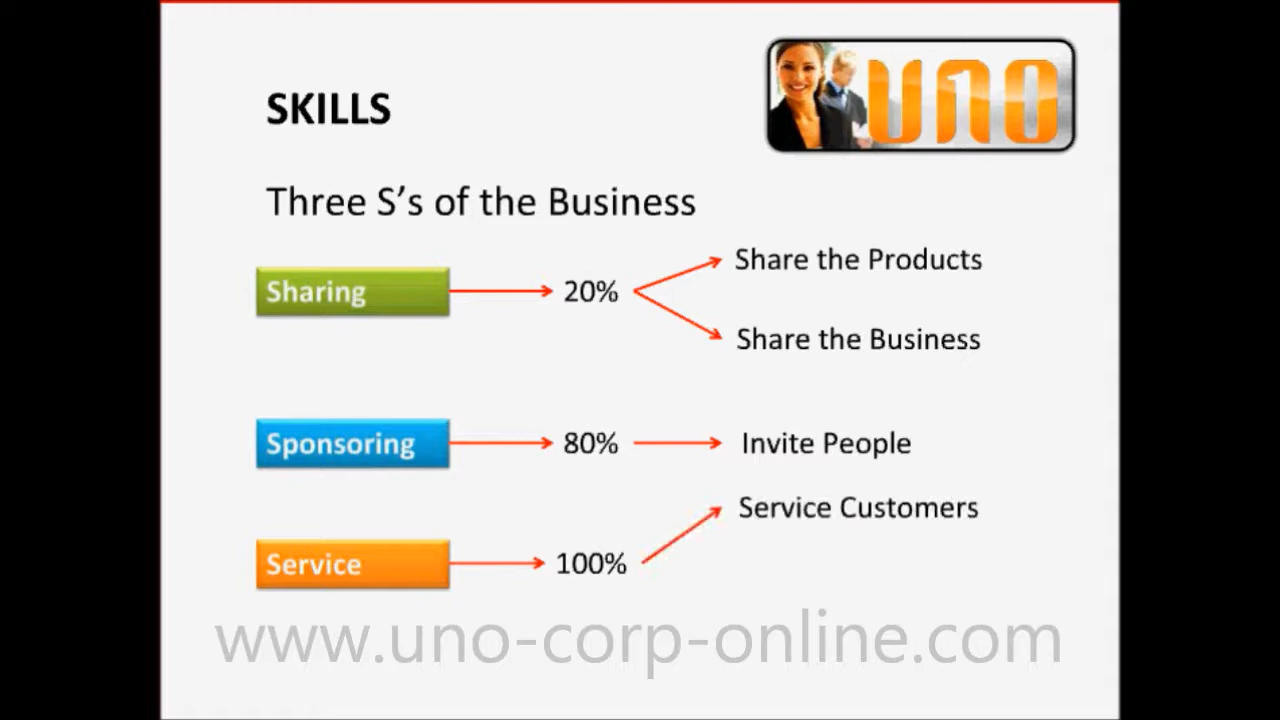 UNO
SKILLS
Three S's of the Business
Sharing 20% Share the Products
Share the Business
Sponsoring 80% Invite People
Service 100% Service Customers
www.uno-corp-online.com